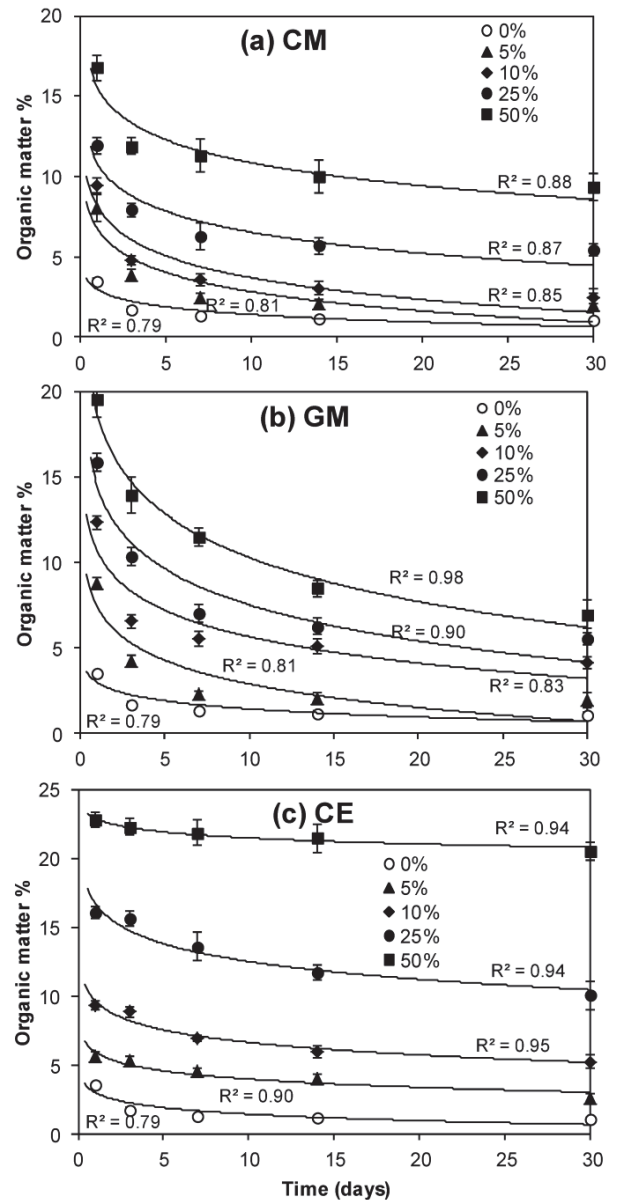 (a) CM
0%
5%
10%
25%
50%
20
15
10
5
0
Organic matter %
R² = 0.88
R² = 0.87
R² = 0.85
R² = 0.81
R² = 0.79
0 5 10 15 20 25 30
(b) GM
0%
5%
10%
25%
50%
20
15
10
5
0
Organic matter %
R² = 0.98
R² = 0.90
R² = 0.81
R² = 0.83
R² = 0.79
0 5 10 15 20 25 30
(c) CE
0%
5%
10%
25%
50%
25
20
15
10
5
0
Organic matter %
R² = 0.94
R² = 0.94
R² = 0.95
R² = 0.90
R² = 0.79
0 5 10 15 20 25 30
Time (days)